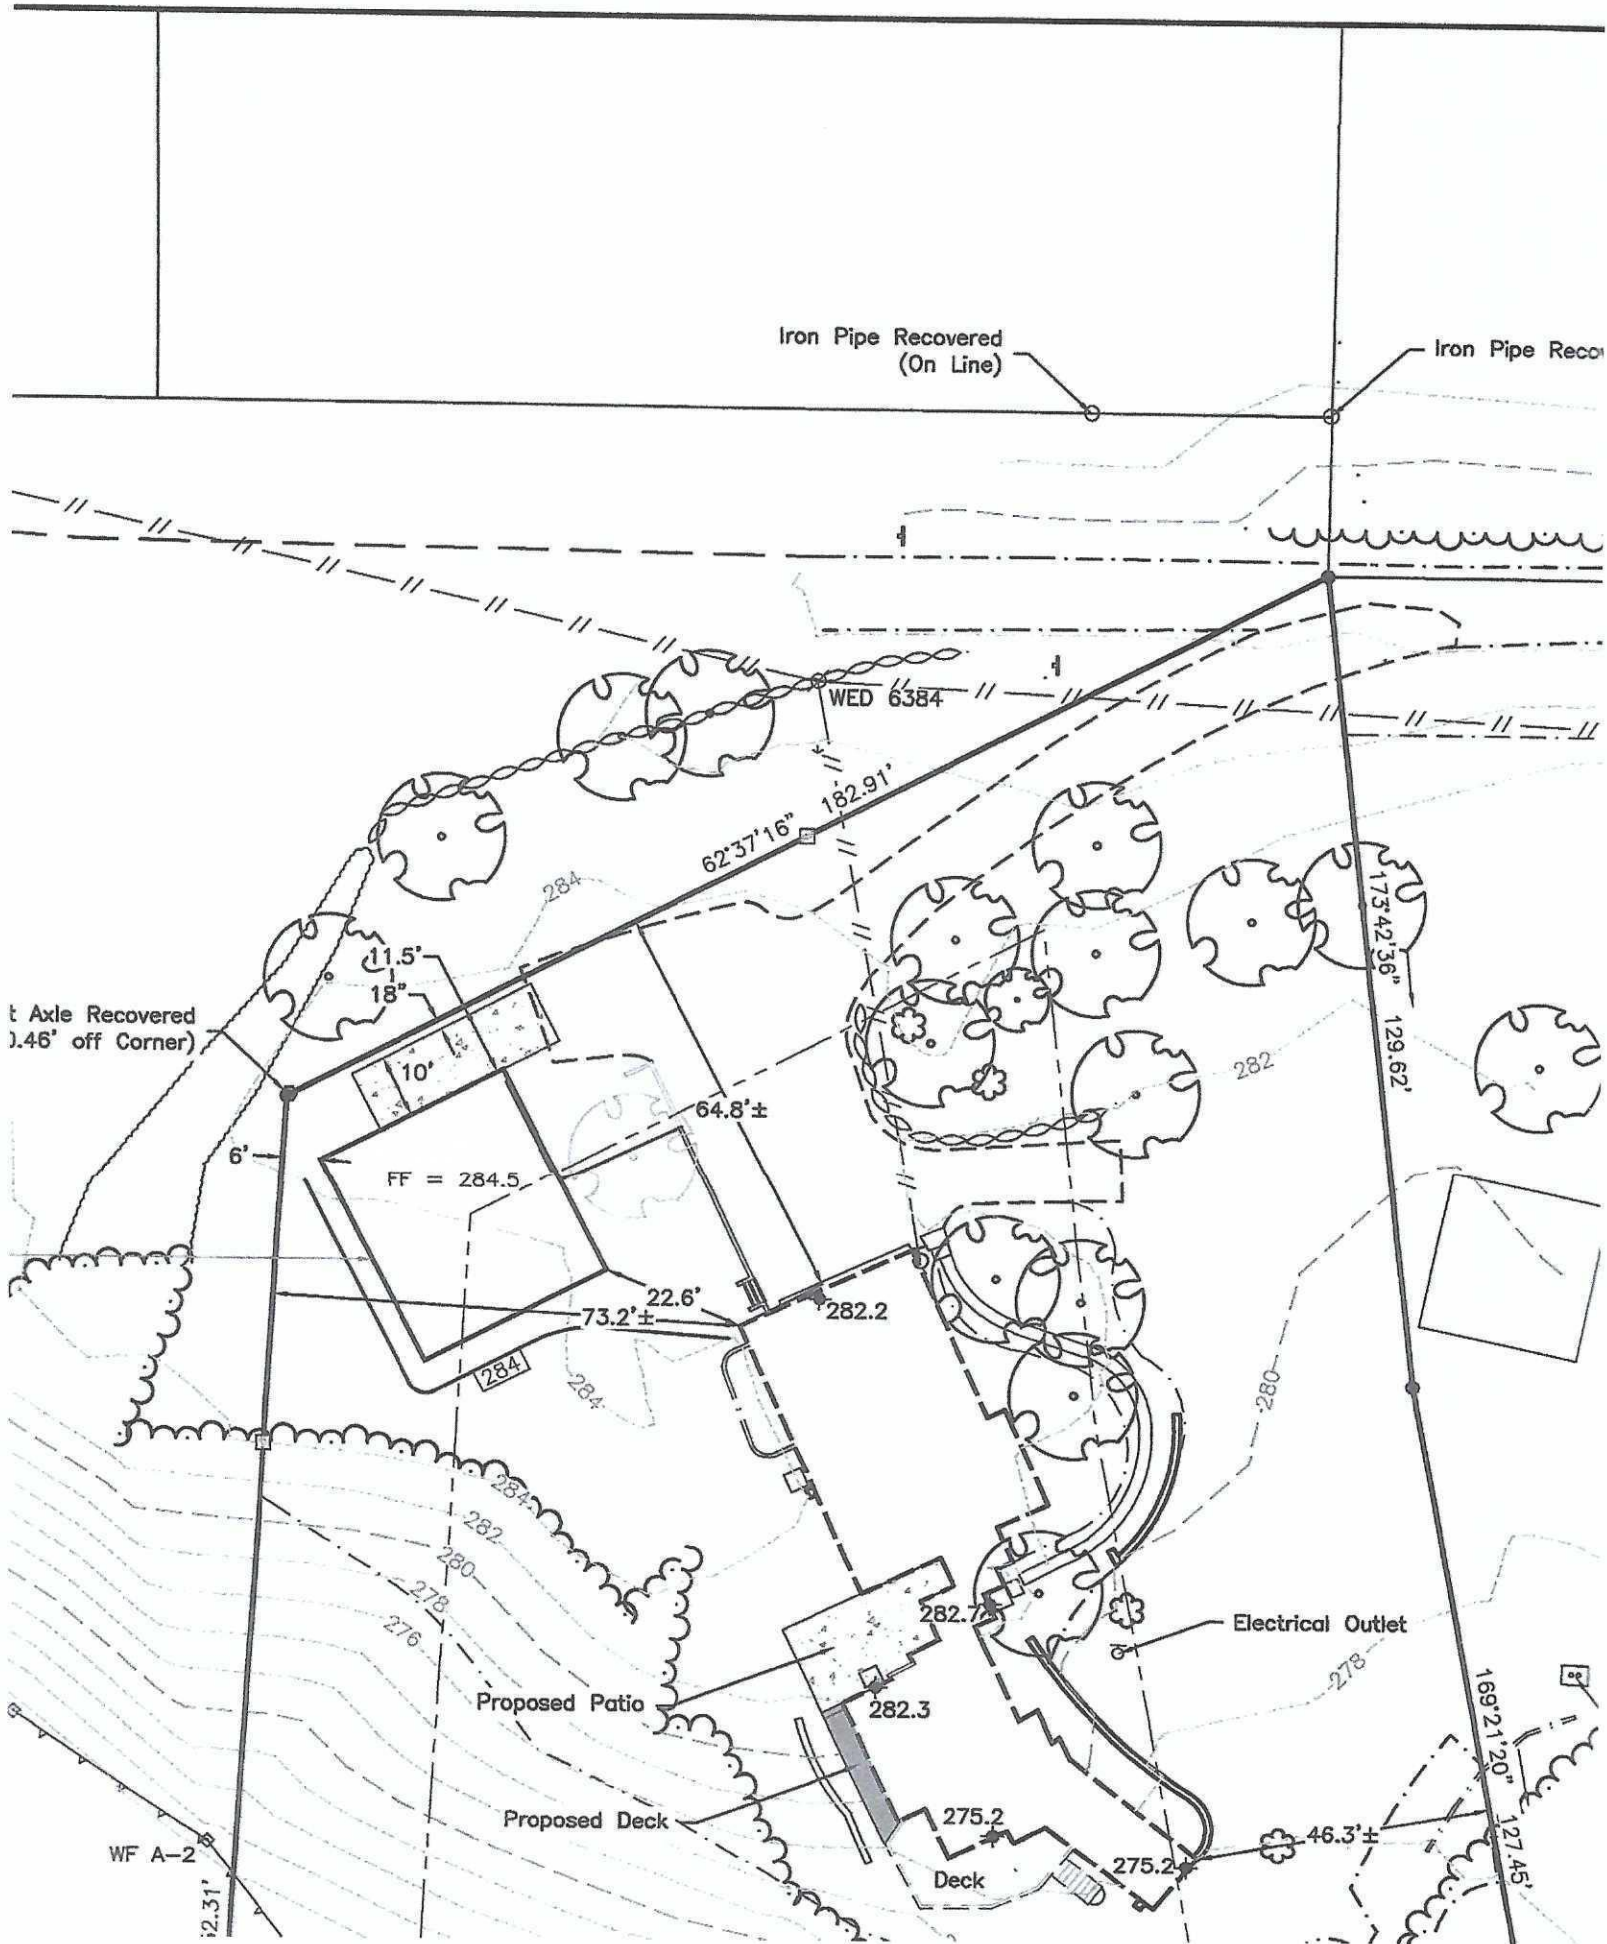 Iron Pipe Recovered
(On Line)
Iron Pipe
WED 6384
182.91'
62°37'16"
284
11.5'
18"
173°42'36"
129.62'
Axle Recovered
0.46' off Corner)
10'
282
64.8'±
6'
FF = 284.5
22.6'
282.2
73.2'±
284
284
280
284
282
280
278
276
282.7
Electrical Outlet
278
Proposed Patio
282.3
169°21'20"
Proposed Deck
275.2
46.3'±
127.45'
WF A-2
275.2
Deck